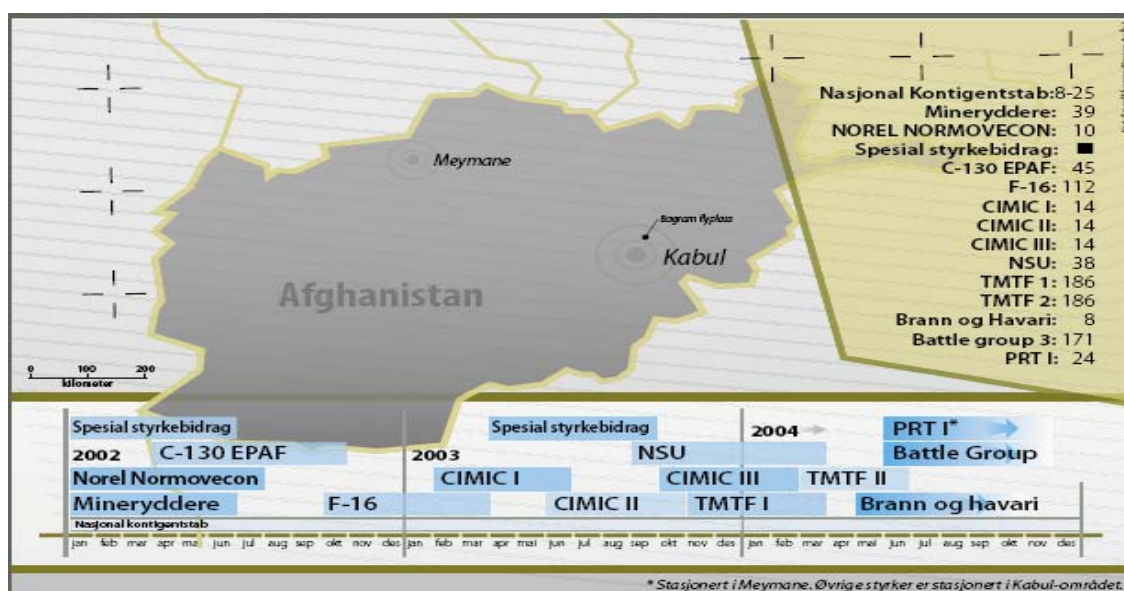 Nasjonal Kontigentstab:8-25
Mineryddere: 39
NOREL NORMOVECON: 10
Spesial styrkebidrag: ■
C-130 EPAF: 45
F-16: 112
CIMIC I: 14
CIMIC II: 14
CIMIC III: 14
NSU: 38
TMTF 1: 186
TMTF 2: 186
Brann og Havari: 8
Battle group 3: 171
PRT I: 24
Meymane
Bagram flyplass
Kabul
Afghanistan
0 100 200
kilometer
Spesial styrkebidrag Spesial styrkebidrag 2004 PRT I*
2002 C-130 EPAF 2003 NSU Battle Group
Norel Normovecon CIMIC I CIMIC III TMTF II
Mineryddere F-16 CIMIC II TMTF I Brann og havari
Nasjonal kontigentstab
jan feb mar apr mai jun jul aug sep okt nov des jan feb mar apr mai jun jul aug sep okt nov des jan feb mar apr mai jun jul aug sep okt nov des
* Stasjonert i Meymane. Øvrige styrker er stasjonert i Kabul-området.